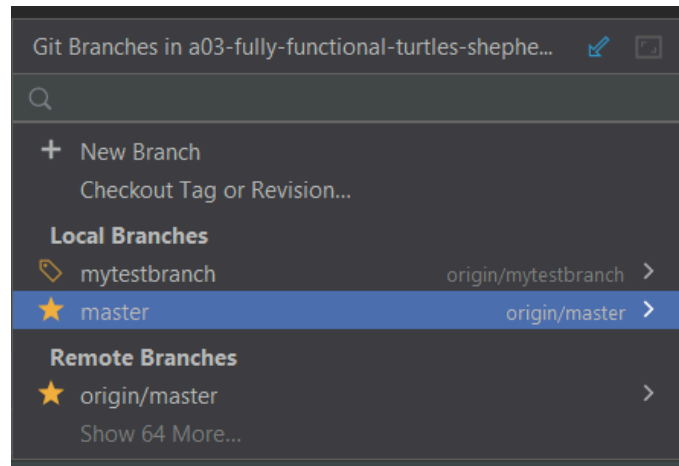 Git Branches in a03-fully-functional-turtles-shephe...
New Branch
Checkout Tag or Revision...
Local Branches
mytestbranch origin/mytestbranch
master origin/master
Remote Branches
origin/master
Show 64 More...